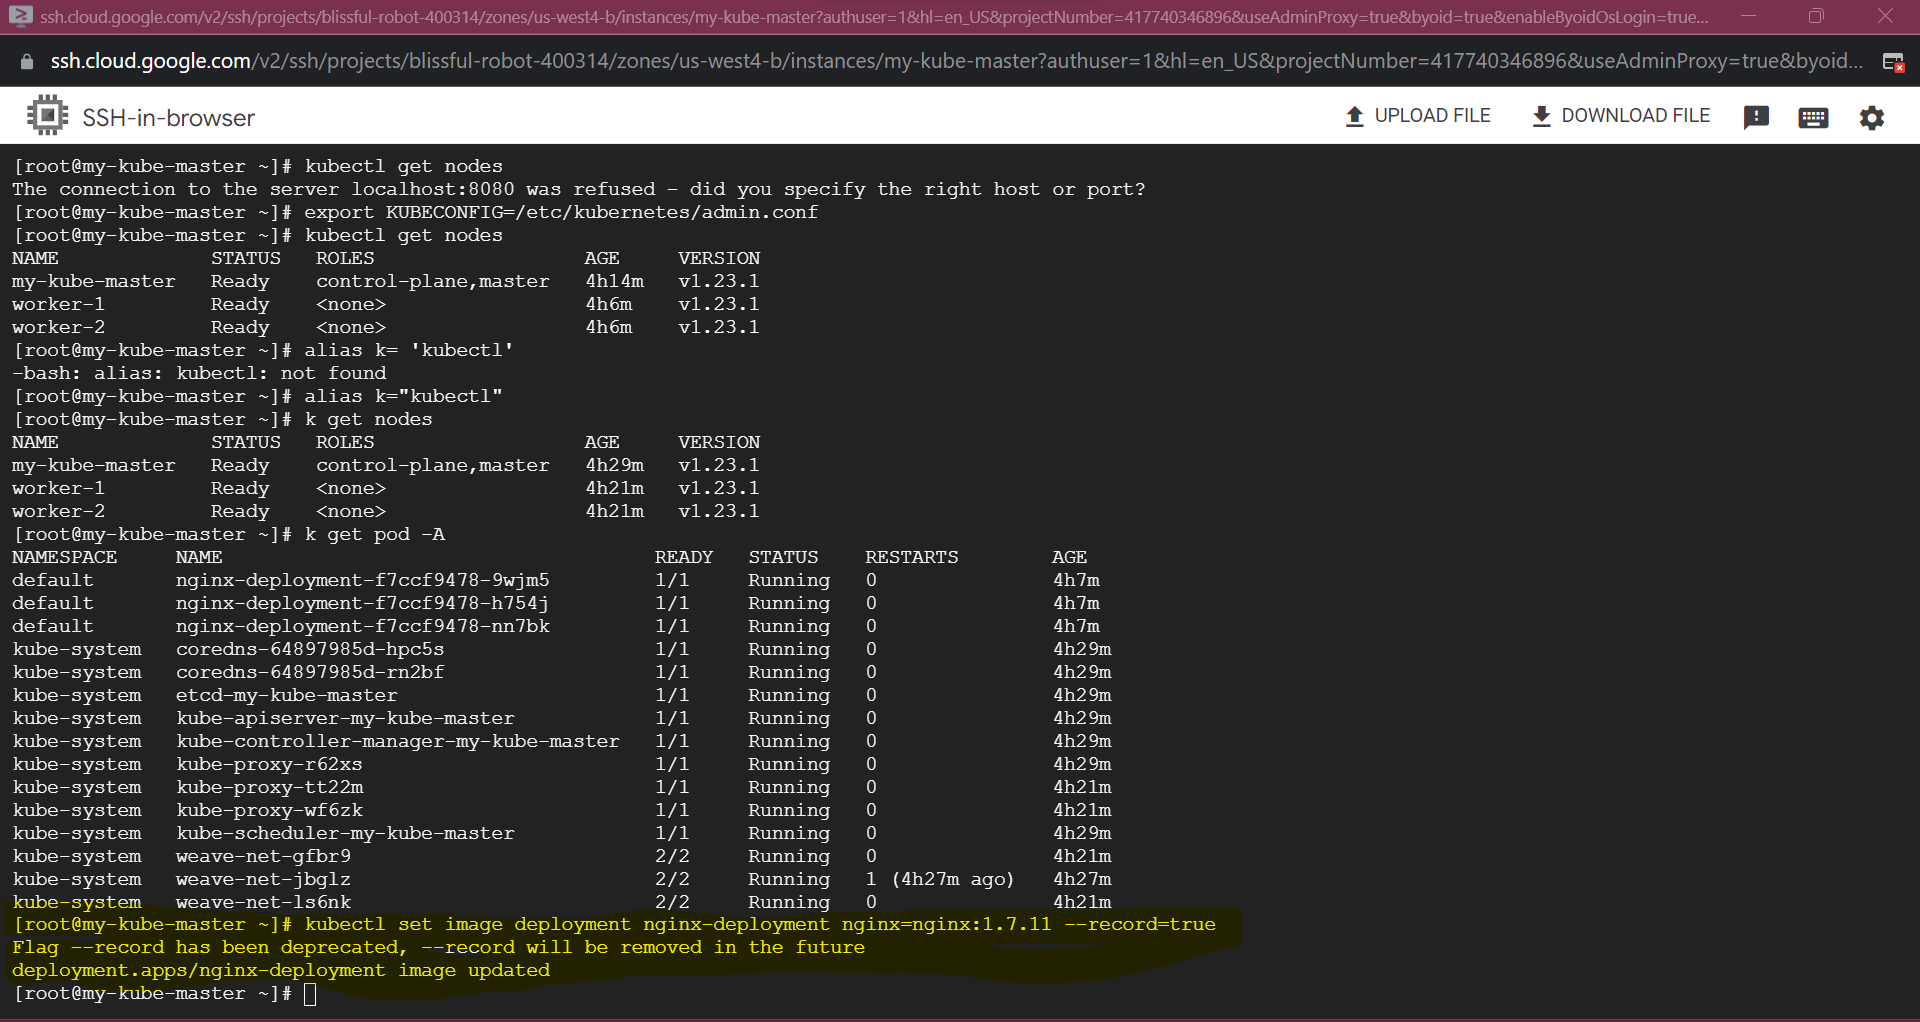 ssh.cloud.google.com/v2/ssh/projects/blissful-robot-400314/zones/us-west4-b/instances/my-kube-master?authuser=1&hl=en_US&projectNumber=417740346896&useAdminProxy=true&byoid=true&enableByoidOsLogin=true...
ssh.cloud.google.com/v2/ssh/projects/blissful-robot-400314/zones/us-west4-b/instances/my-kube-master?authuser=1&hl=en_US&projectNumber=417740346896&useAdminProxy=true&byoid...
SSH-in-browser UPLOAD FILE DOWNLOAD FILE
[root@my-kube-master ~]# kubectl get nodes
The connection to the server localhost:8080 was refused - did you specify the right host or port?
[root@my-kube-master ~]# export KUBECONFIG=/etc/kubernetes/admin.conf
[root@my-kube-master ~]# kubectl get nodes
NAME STATUS ROLES AGE VERSION
my-kube-master Ready control-plane,master 4h14m v1.23.1
worker-1 Ready <none> 4h6m v1.23.1
worker-2 Ready <none> 4h6m v1.23.1
[root@my-kube-master ~]# alias k= 'kubectl'
-bash: alias: kubectl: not found
[root@my-kube-master ~]# alias k="kubectl"
[root@my-kube-master ~]# k get nodes
NAME STATUS ROLES AGE VERSION
my-kube-master Ready control-plane,master 4h29m v1.23.1
worker-1 Ready <none> 4h21m v1.23.1
worker-2 Ready <none> 4h21m v1.23.1
[root@my-kube-master ~]# k get pod -A
NAMESPACE NAME READY STATUS RESTARTS AGE
default nginx-deployment-f7ccf9478-9wjm5 1/1 Running 0 4h7m
default nginx-deployment-f7ccf9478-h754j 1/1 Running 0 4h7m
default nginx-deployment-f7ccf9478-nn7bk 1/1 Running 0 4h7m
kube-system coredns-64897985d-hpc5s 1/1 Running 0 4h29m
kube-system coredns-64897985d-rn2bf 1/1 Running 0 4h29m
kube-system etcd-my-kube-master 1/1 Running 0 4h29m
kube-system kube-apiserver-my-kube-master 1/1 Running 0 4h29m
kube-system kube-controller-manager-my-kube-master 1/1 Running 0 4h29m
kube-system kube-proxy-r62xs 1/1 Running 0 4h29m
kube-system kube-proxy-tt22m 1/1 Running 0 4h21m
kube-system kube-proxy-wf6zk 1/1 Running 0 4h21m
kube-system kube-scheduler-my-kube-master 1/1 Running 0 4h29m
kube-system weave-net-gfbr9 2/2 Running 0 4h21m
kube-system weave-net-jbglz 2/2 Running 1 (4h27m ago) 4h27m
kube-system weave-net-ls6nk 2/2 Running 0 4h21m
[root@my-kube-master ~]# kubectl set image deployment nginx-deployment nginx=nginx:1.7.11 --record=true
Flag --record has been deprecated, --record will be removed in the future
deployment.apps/nginx-deployment image updated
[root@my-kube-master ~]#